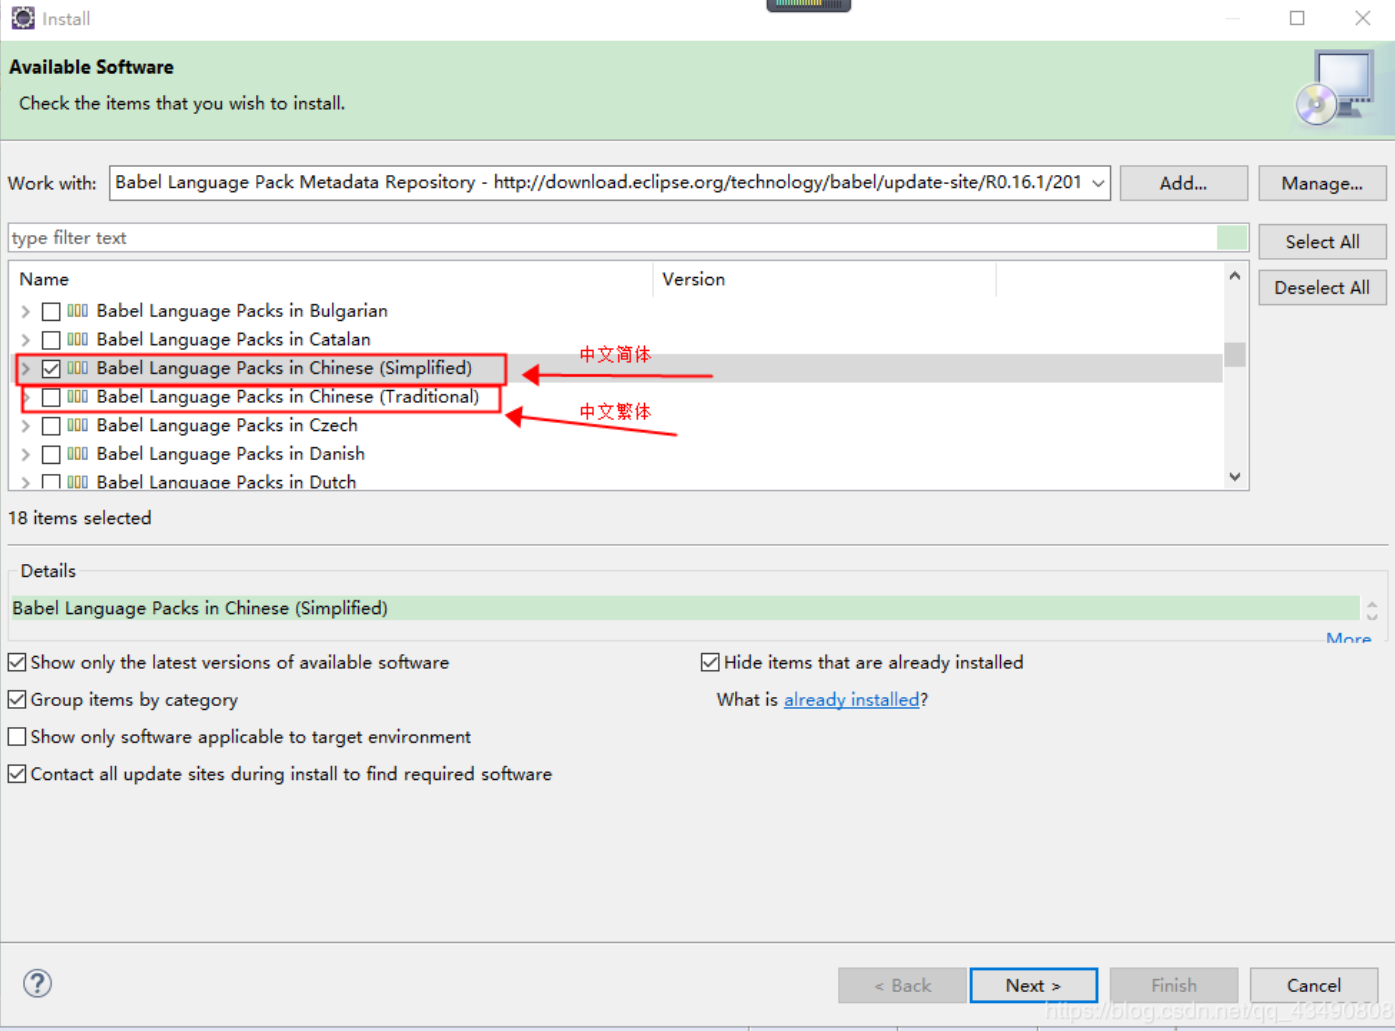 Install
Available Software
Check the items that you wish to install.
Work with: Babel Language Pack Metadata Repository - http://download.eclipse.org/technology/babel/update-site/R0.16.1/201 Add... Manage...
type filter text Select All
Deselect All
Name Version
Babel Language Packs in Bulgarian
Babel Language Packs in Catalan
Babel Language Packs in Chinese (Simplified) 中文简体
Babel Language Packs in Chinese (Traditional) 中文繁体
Babel Language Packs in Czech
Babel Language Packs in Danish
Babel Language Packs in Dutch
18 items selected
Details
Babel Language Packs in Chinese (Simplified)
More
Show only the latest versions of available software Hide items that are already installed
Group items by category What is already installed?
Show only software applicable to target environment
Contact all update sites during install to find required software
? < Back Next > Finish Cancel
https://blog.csdn.net/qq_43490808